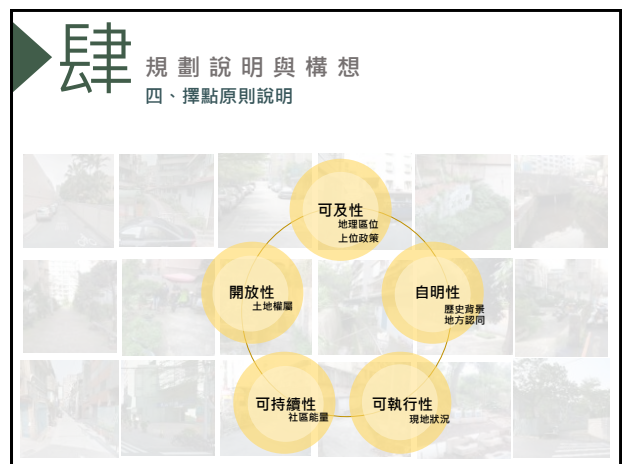 肆
規劃說明與構想
四、擇點原則說明
可及性
地理區位
上位政策
開放性
土地權屬
自明性
歷史背景
地方認同
可持續性
社區能量
可執行性
現地狀況